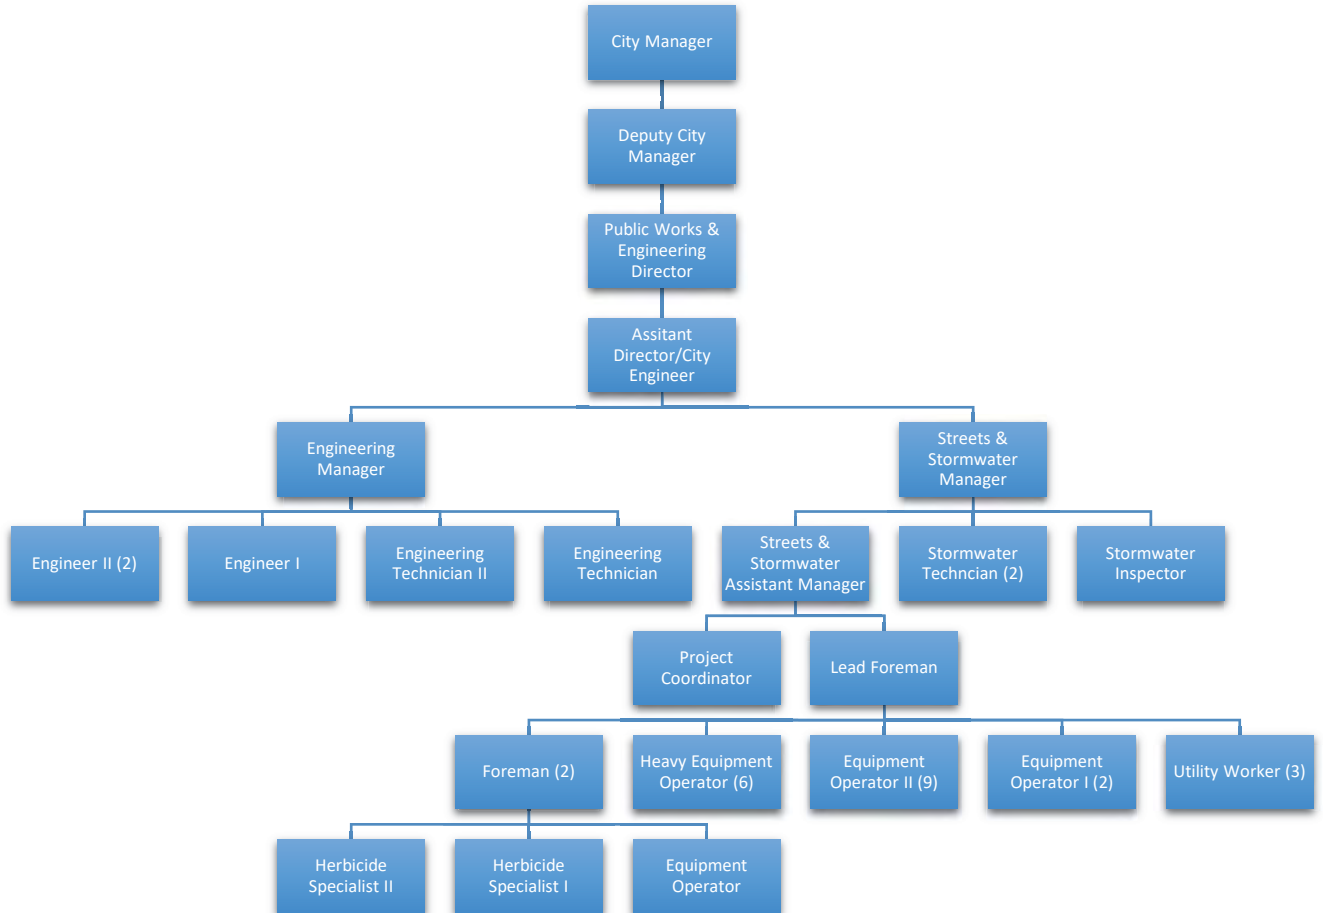 City Manager
Deputy City
Manager
Public Works &
Engineering
Director
Assitant
Director/City
Engineer
Engineering
Manager
Streets &
Stormwater
Manager
Engineer II (2)
Engineer I
Engineering
Technician II
Engineering
Technician
Streets &
Stormwater
Assistant Manager
Stormwater
Techncian (2)
Stormwater
Inspector
Project
Coordinator
Lead Foreman
Foreman (2)
Heavy Equipment
Operator (6)
Equipment
Operator II (9)
Equipment
Operator I (2)
Utility Worker (3)
Herbicide
Specialist II
Herbicide
Specialist I
Equipment
Operator